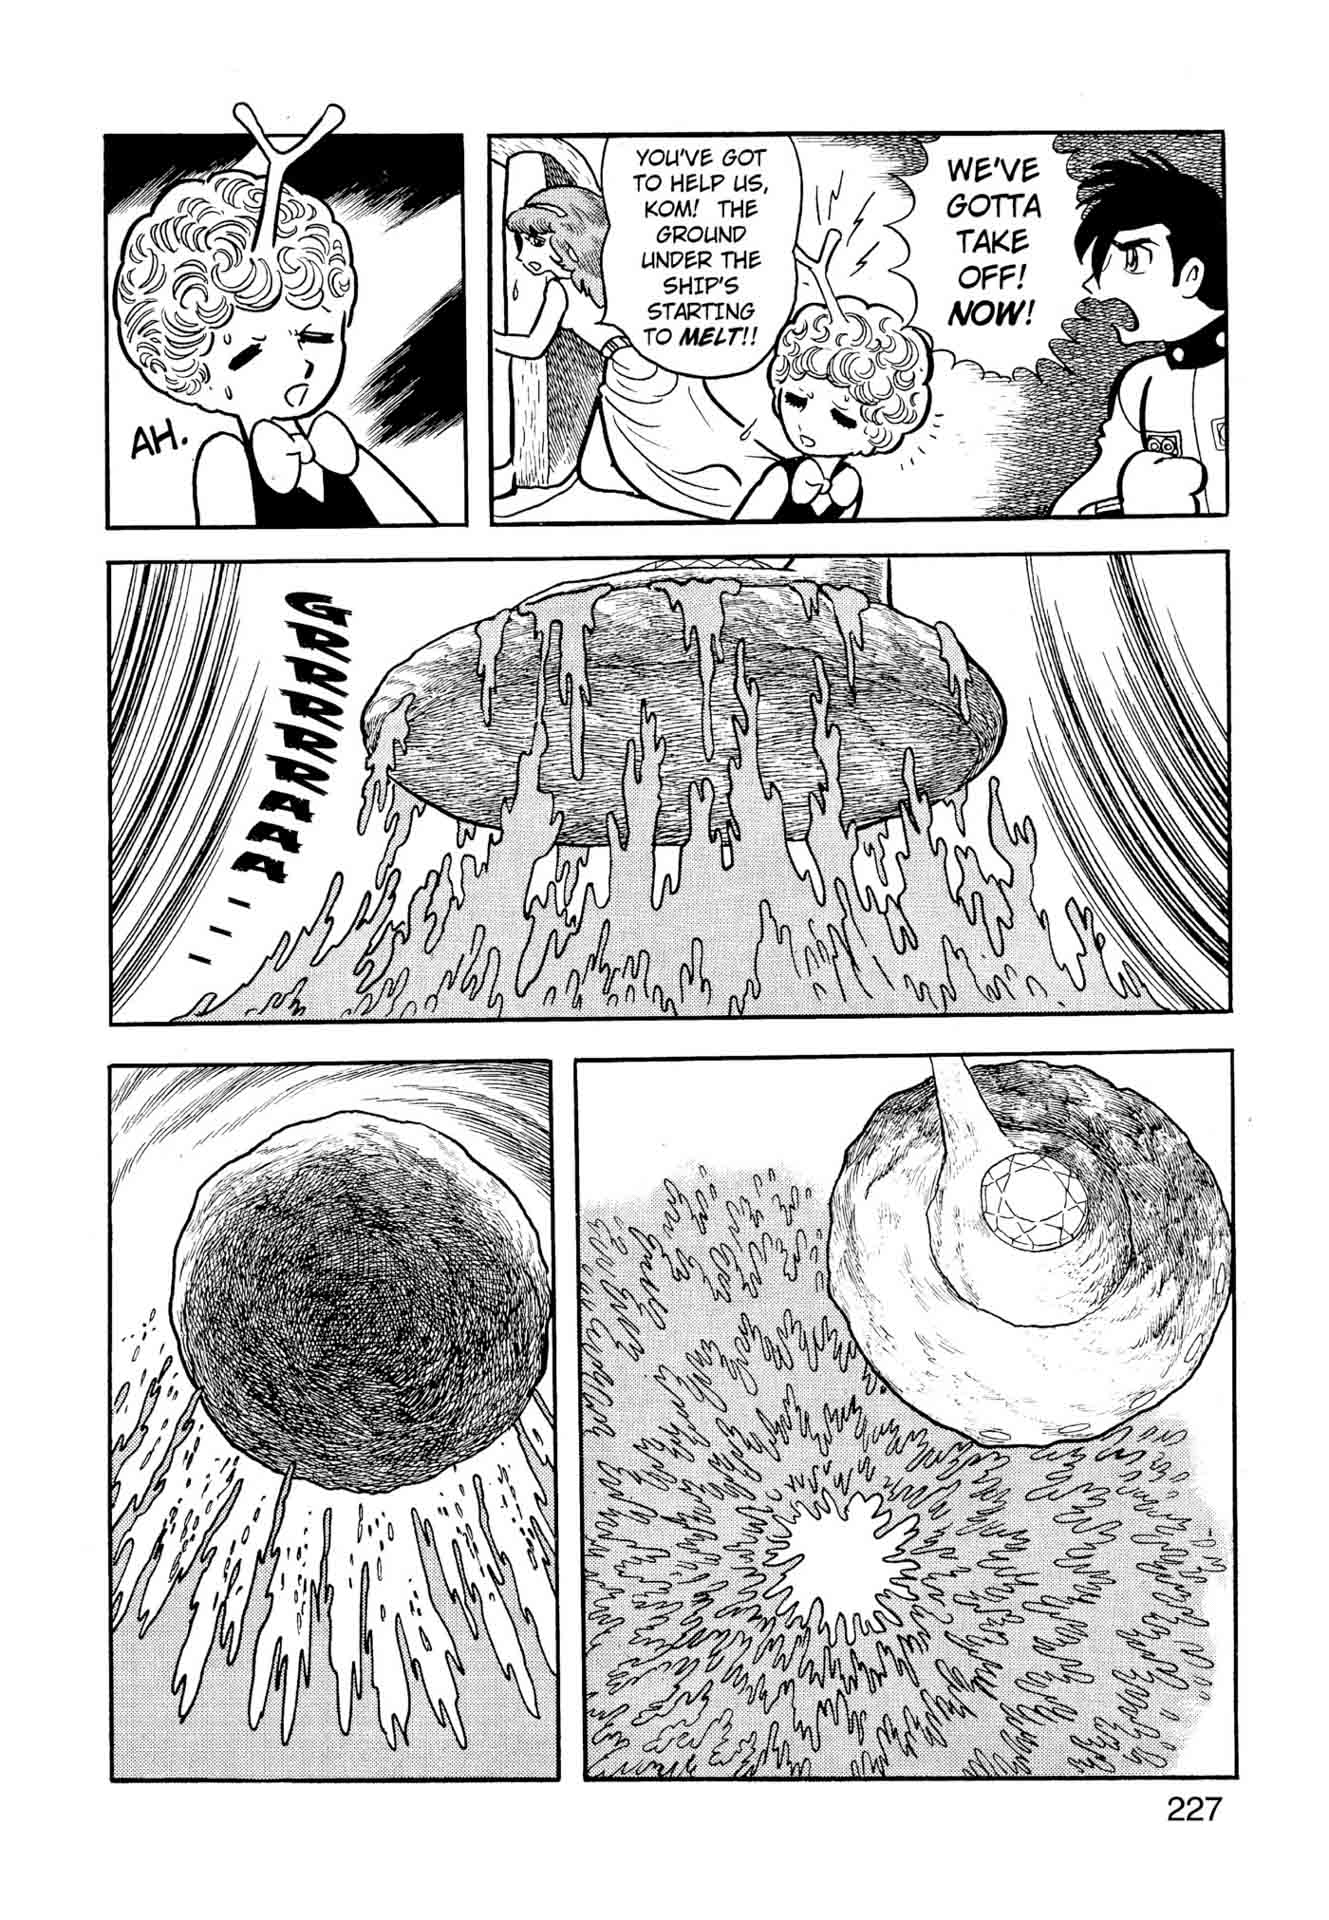 AH.
YOU'VE GOT
TO HELP US,
KOM! THE
GROUND
UNDER THE
SHIP'S
STARTING
TO MELT!!
WE'VE
GOTTA
TAKE
OFF!
NOW!
GRRRRRAAA---
227